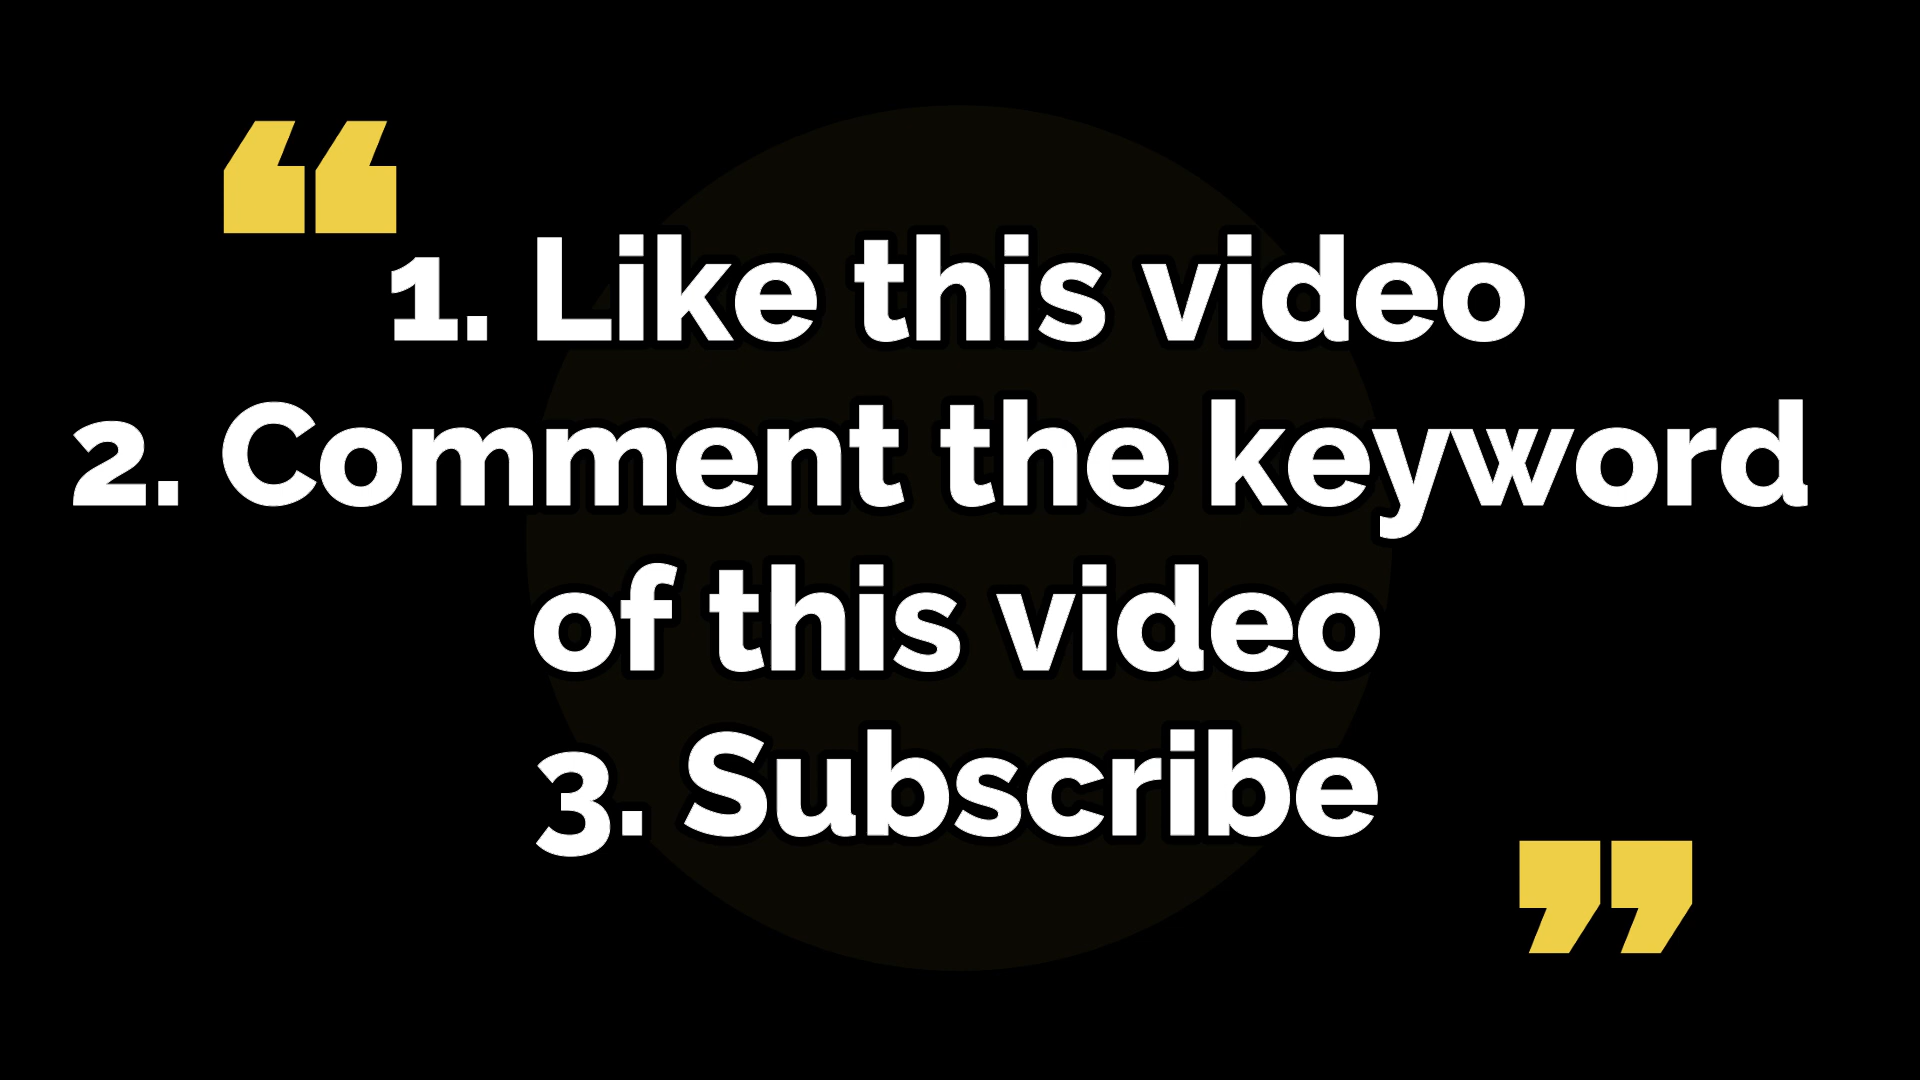 “
1. Like this video
2. Comment the keyword
of this video
3. Subscribe
”